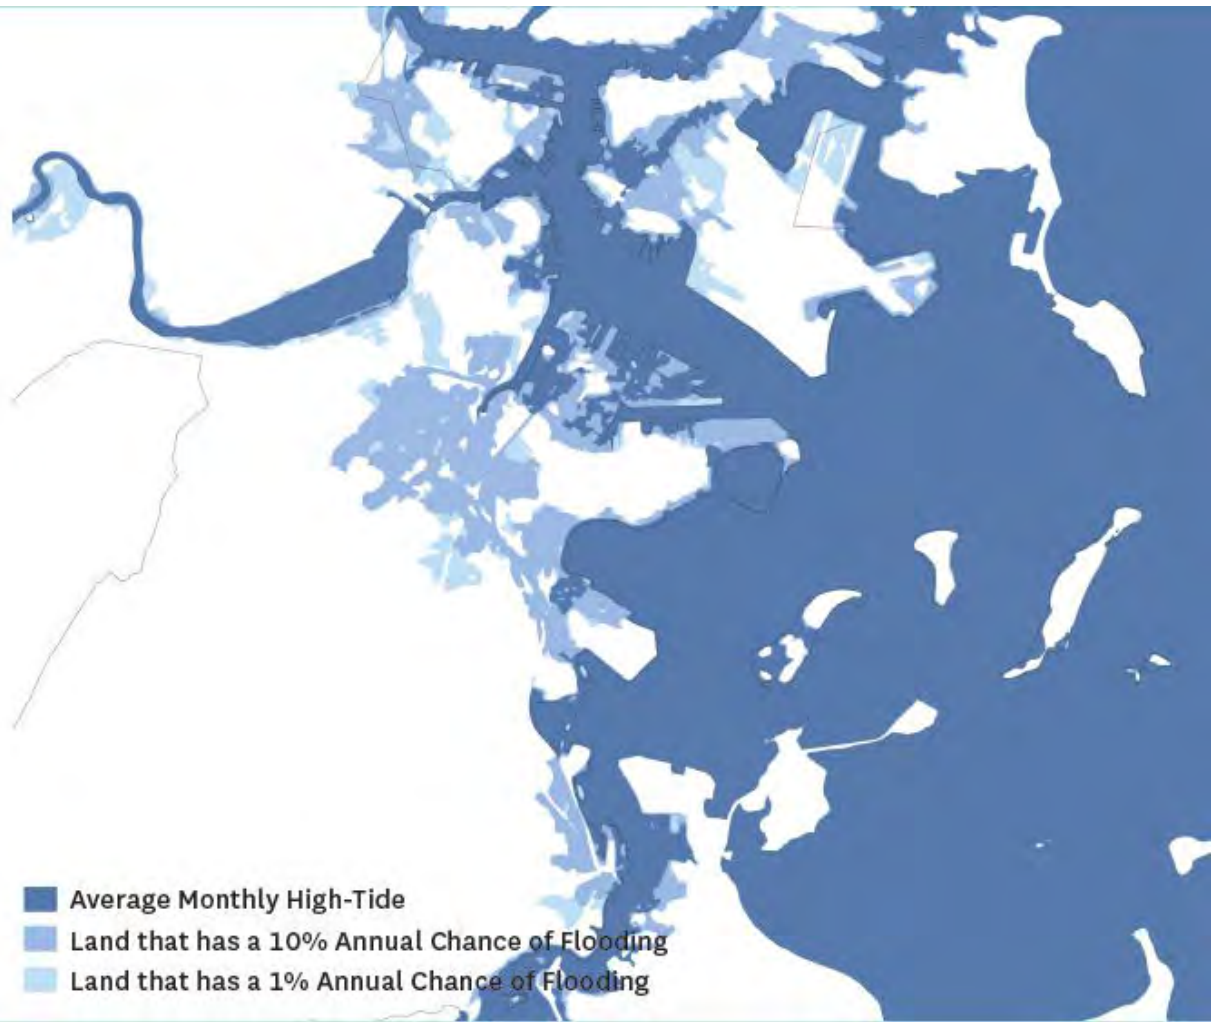 Average Monthly High-Tide
Land that has a 10% Annual Chance of Flooding
Land that has a 1% Annual Chance of Flooding